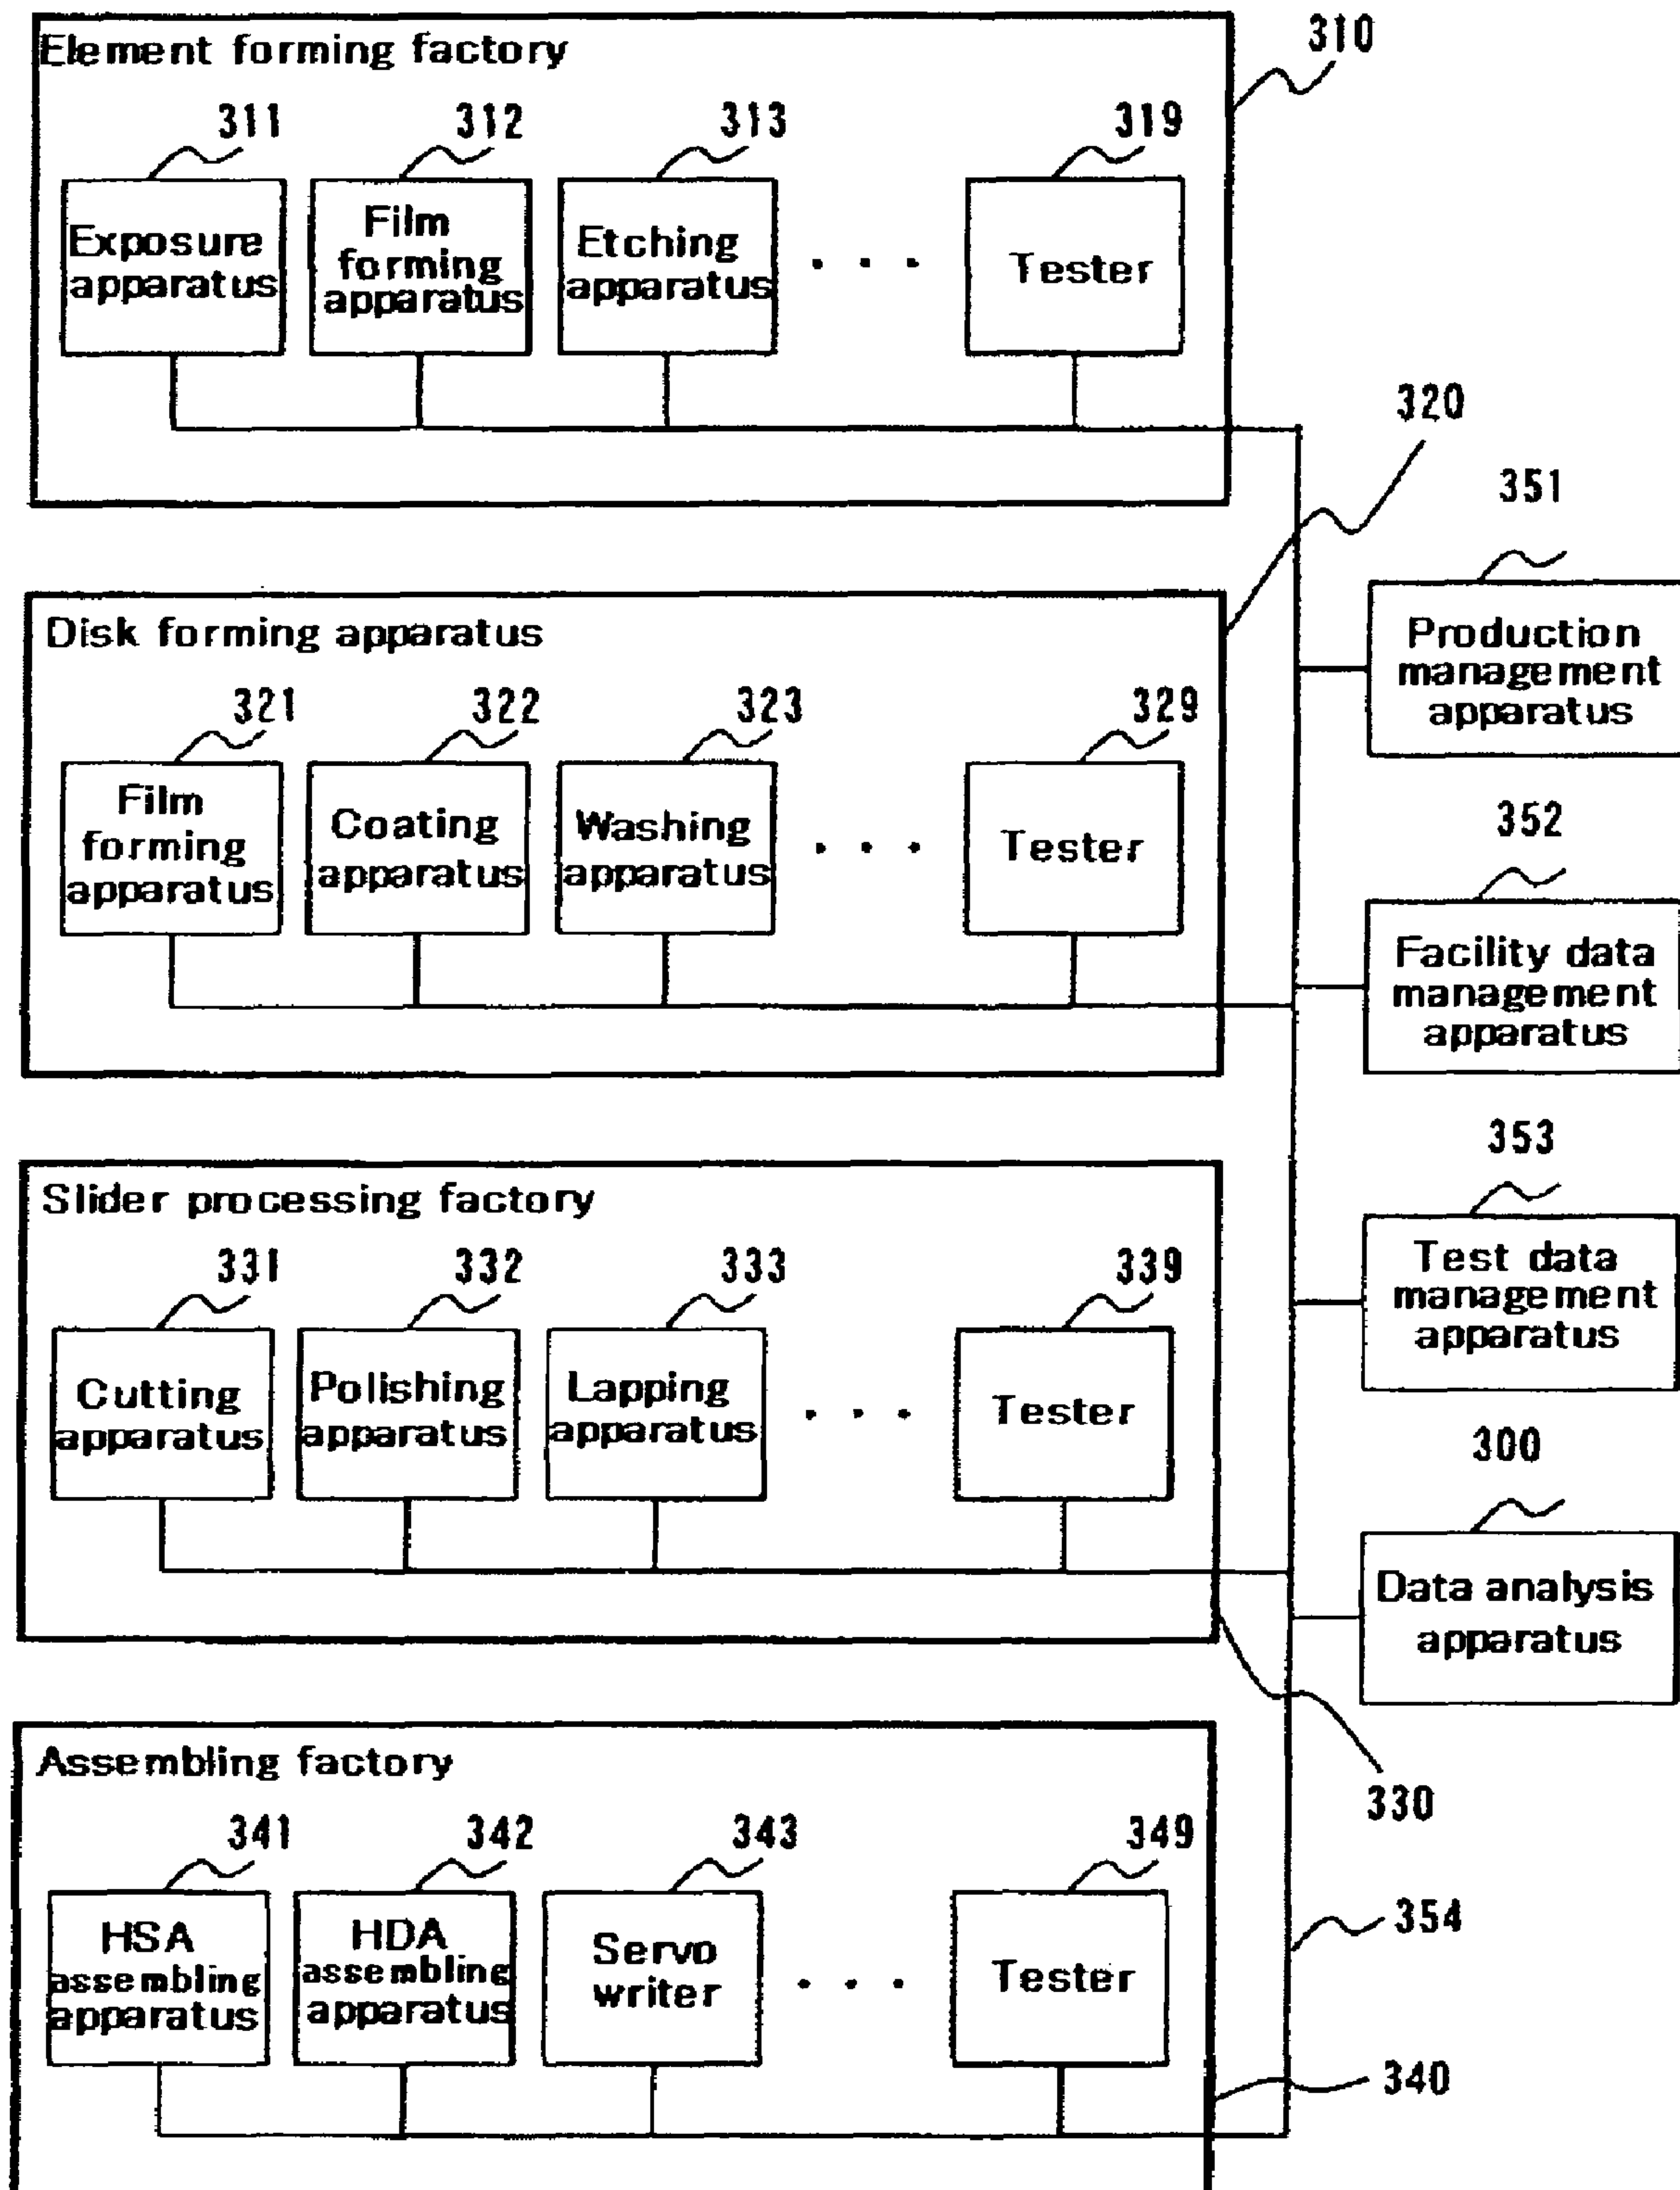 Element forming factory
310
311
312
313
319
Exposure
apparatus
Film
forming
apparatus
Etching
apparatus
. . .
Tester
320
Disk forming apparatus
321
322
323
329
Film
forming
apparatus
Coating
apparatus
Washing
apparatus
. . .
Tester
351
Production
management
apparatus
352
Facility data
management
apparatus
Slider processing factory
331
332
333
339
Cutting
apparatus
Polishing
apparatus
Lapping
apparatus
. . .
Tester
353
Test data
management
apparatus
300
Data analysis
apparatus
330
Assembling factory
341
342
343
349
HSA
assembling
apparatus
HDA
assembling
apparatus
Servo
writer
. . .
Tester
354
340